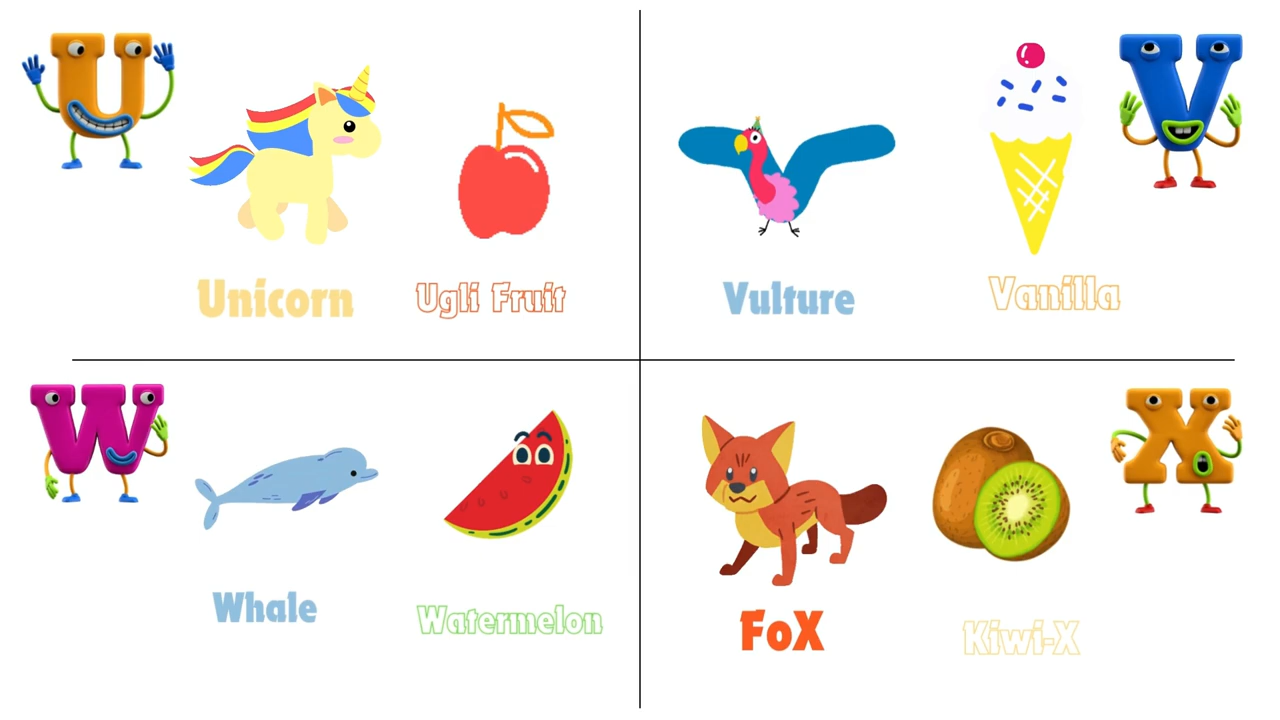 U
Unicorn
Ugli Fruit
V
Vulture
Vanilla
W
Whale
Watermelon
X
FoX
Kiwi-X